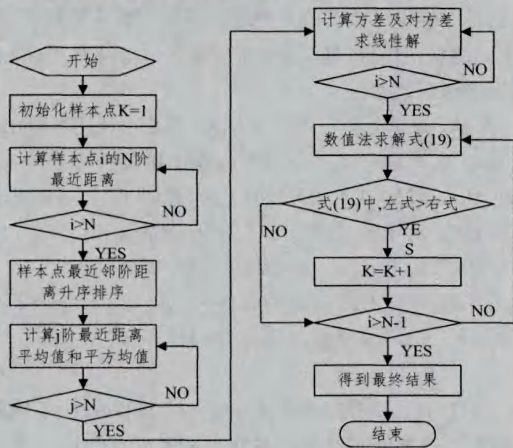 开始
初始化样本点K=1
计算样本点i的N阶
最近距离
i>N
NO
YES
样本点最近邻阶距
离升序排序
计算j阶最近距离
平均值和平方均值
NO
j>N
YES
计算方差及对方差
求线性解
NO
i>N
YES
数值法求解式(19)
式(19)中,左式>右式
NO
YE
S
K=K+1
i>N-1
NO
YES
得到最终结果
结束